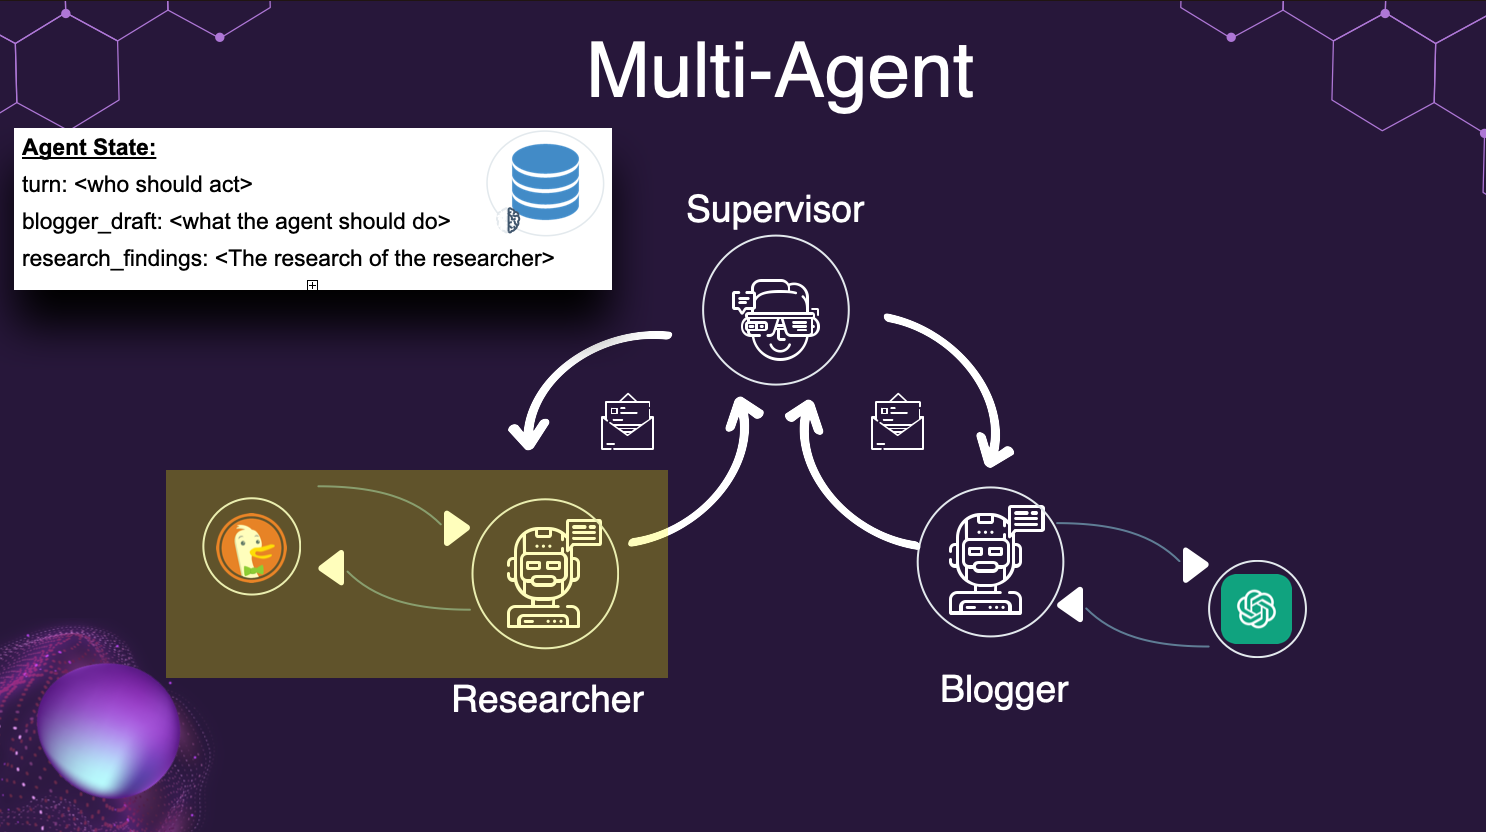 Multi-Agent
Agent State:
turn: <who should act>
blogger_draft: <what the agent should do>
research_findings: <The research of the researcher>
Supervisor
Researcher
Blogger